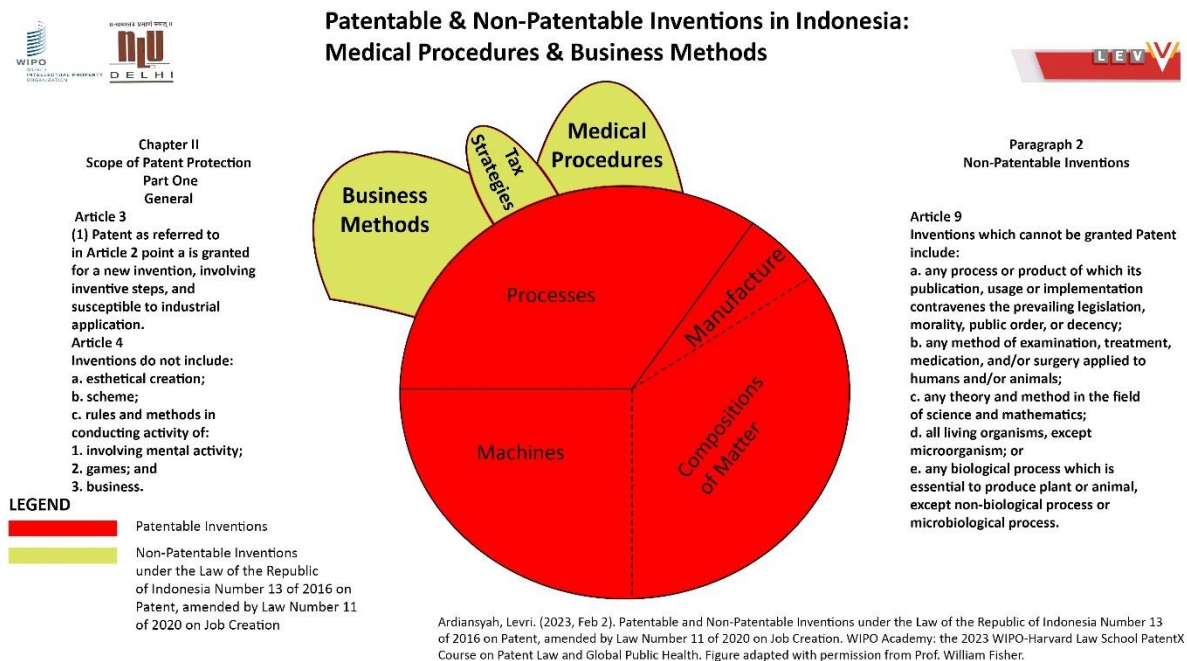 Patentable & Non-Patentable Inventions in Indonesia:
Medical Procedures & Business Methods
WIPO
WORLD
INTELLECTUAL PROPERTY
ORGANIZATION
DELHI
LEV
Chapter II
Scope of Patent Protection
Part One
General
Article 3
(1) Patent as referred to
in Article 2 point a is granted
for a new invention, involving
inventive steps, and
susceptible to industrial
application.
Article 4
Inventions do not include:
a. esthetical creation;
b. scheme;
c. rules and methods in
conducting activity of:
1. involving mental activity;
2. games; and
3. business.
Business
Methods
Tax
Strategies
Medical
Procedures
Processes
Manufacture
Machines
Compositions
of Matter
Paragraph 2
Non-Patentable Inventions
Article 9
Inventions which cannot be granted Patent
include:
a. any process or product of which its
publication, usage or implementation
contravenes the prevailing legislation,
morality, public order, or decency;
b. any method of examination, treatment,
medication, and/or surgery applied to
humans and/or animals;
c. any theory and method in the field
of science and mathematics;
d. all living organisms, except
microorganism; or
e. any biological process which is
essential to produce plant or animal,
except non-biological process or
microbiological process.
LEGEND
Patentable Inventions
Non-Patentable Inventions
under the Law of the Republic
of Indonesia Number 13 of 2016 on
Patent, amended by Law Number 11
of 2020 on Job Creation
Ardiansyah, Levri. (2023, Feb 2). Patentable and Non-Patentable Inventions under the Law of the Republic of Indonesia Number 13
of 2016 on Patent, amended by Law Number 11 of 2020 on Job Creation. WIPO Academy: the 2023 WIPO-Harvard Law School PatentX
Course on Patent Law and Global Public Health. Figure adapted with permission from Prof. William Fisher.